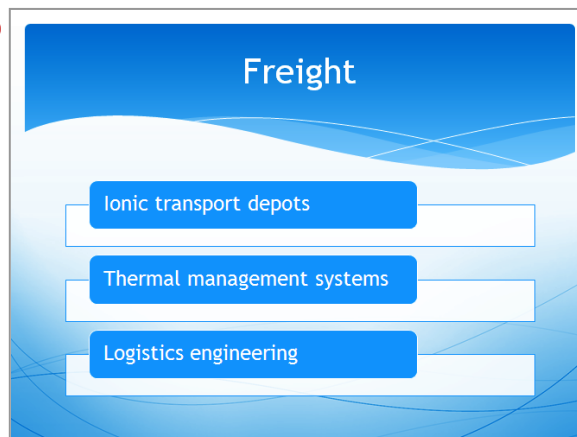 Freight
Ionic transport depots
Thermal management systems
Logistics engineering